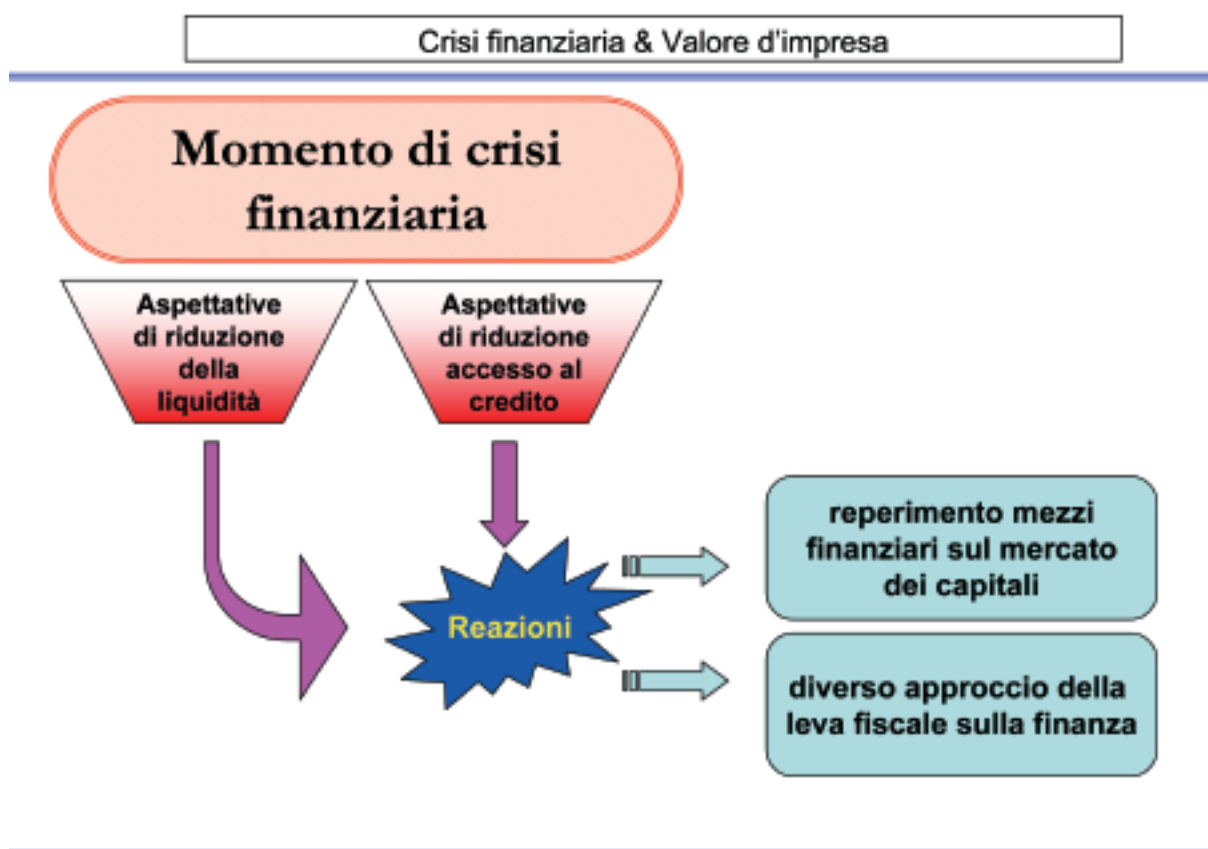 Crisi finanziaria & Valore d'impresa
Momento di crisi
finanziaria
Aspettative
di riduzione
della
liquidità
Aspettative
di riduzione
accesso al
credito
Reazioni
reperimento mezzi
finanziari sul mercato
dei capitali
diverso approccio della
leva fiscale sulla finanza